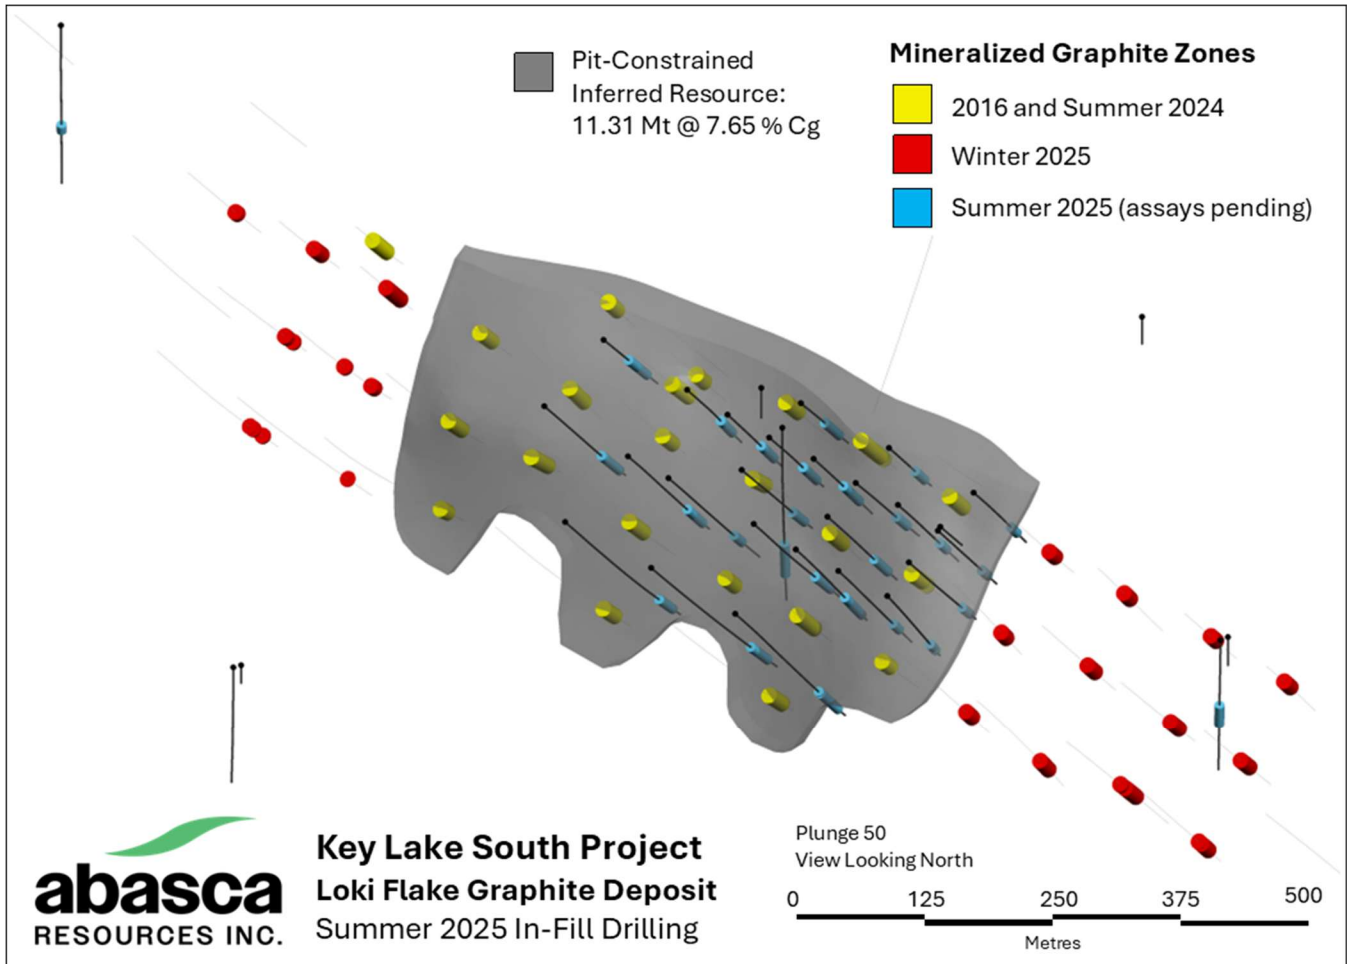 Pit-Constrained
Inferred Resource:
11.31 Mt @ 7.65 % Cg
Mineralized Graphite Zones
2016 and Summer 2024
Winter 2025
Summer 2025 (assays pending)
abasca
RESOURCES INC.
Key Lake South Project
Loki Flake Graphite Deposit
Summer 2025 In-Fill Drilling
Plunge 50
View Looking North
0 125 250 375 500
Metres